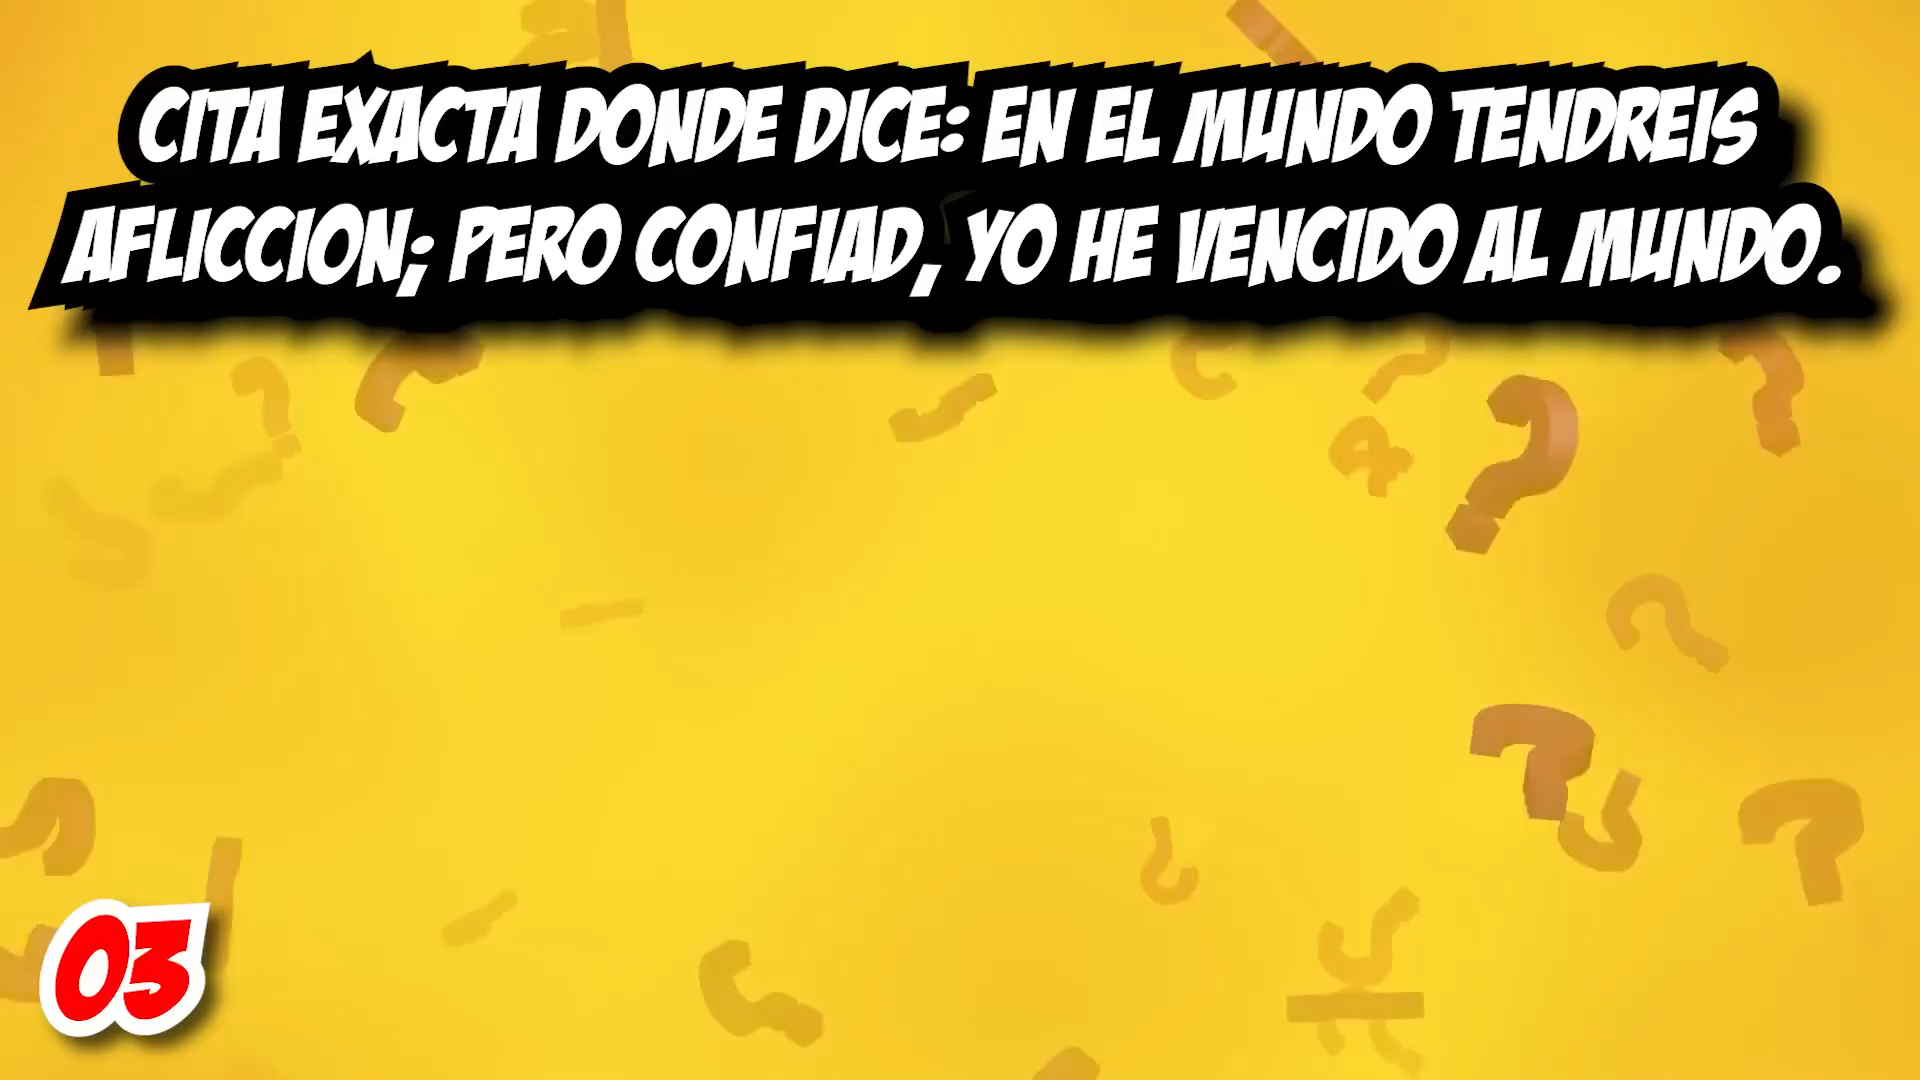 CITA EXACTA DONDE DICE: EN EL MUNDO TENDREIS
AFLICCION; PERO CONFIAD, YO HE VENCIDO AL MUNDO.
03